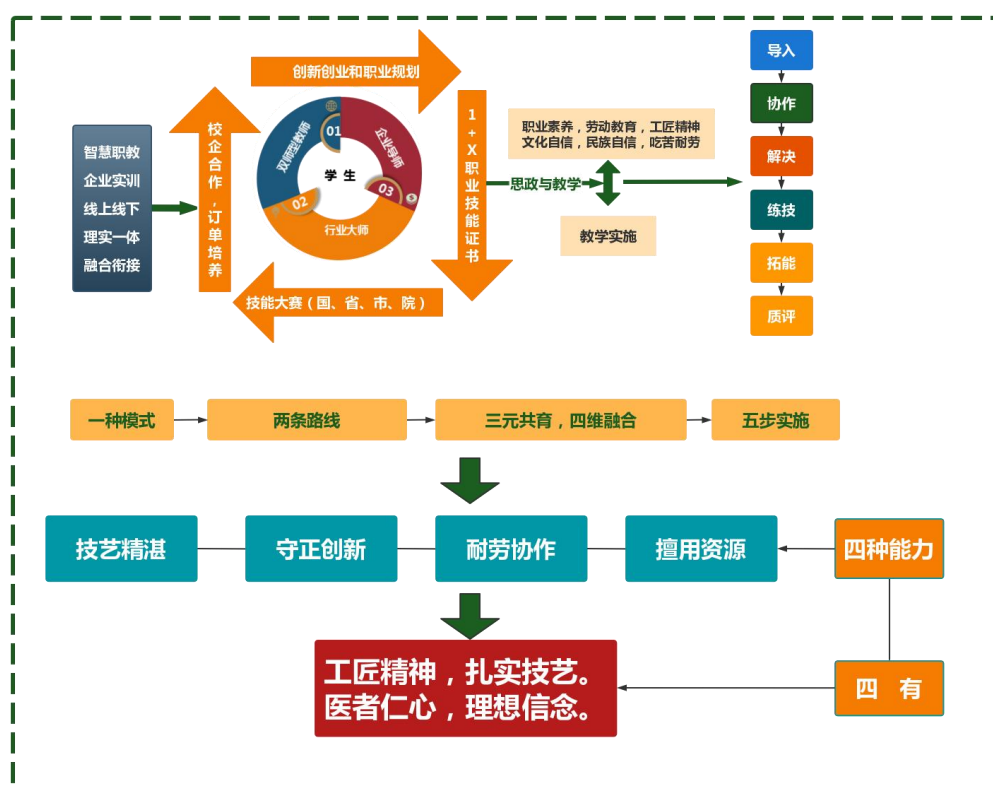 智慧职教
企业实训
线上线下
理实一体
融合衔接
校企合作，订单培养
创新创业和职业规划
双师型教师
01
企业导师
03
02
行业大师
学 生
技能大赛（国、省、市、院）
1+X职业技能证书
思政与教学
职业素养，劳动教育，工匠精神
文化自信，民族自信，吃苦耐劳
教学实施
导入
协作
解决
练技
拓能
质评
一种模式
两条路线
三元共育，四维融合
五步实施
技艺精湛
守正创新
耐劳协作
擅用资源
四种能力
工匠精神，扎实技艺。
医者仁心，理想信念。
四 有